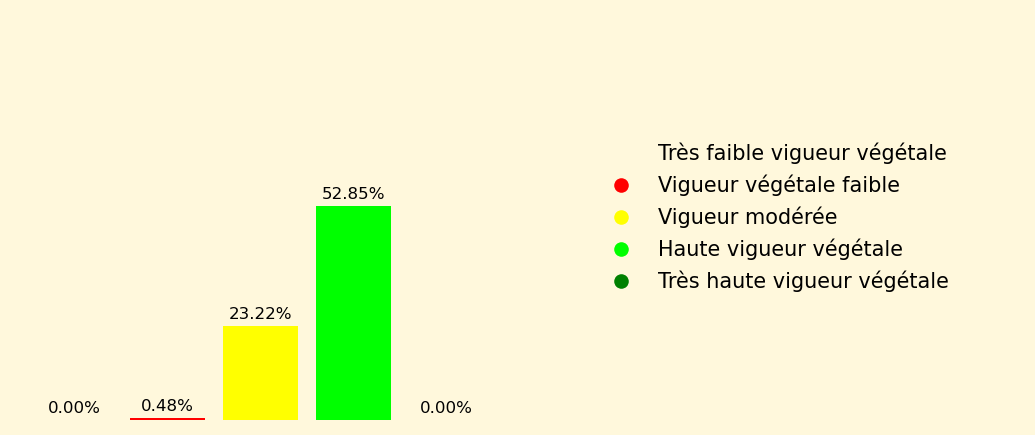 52.85%
23.22%
0.48%
0.00%
0.00%
Très faible vigueur végétale
Vigueur végétale faible
Vigueur modérée
Haute vigueur végétale
Très haute vigueur végétale